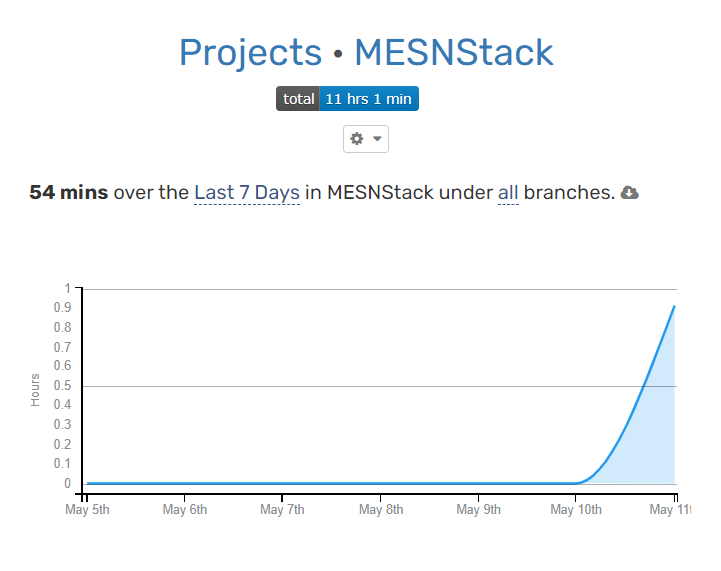 Projects • MESNStack
total 11 hrs 1 min
54 mins over the Last 7 Days in MESNStack under all branches.
1
0.9
0.8
0.7
0.6
0.5
0.4
0.3
0.2
0.1
0
Hours
May 5th May 6th May 7th May 8th May 9th May 10th May 11t